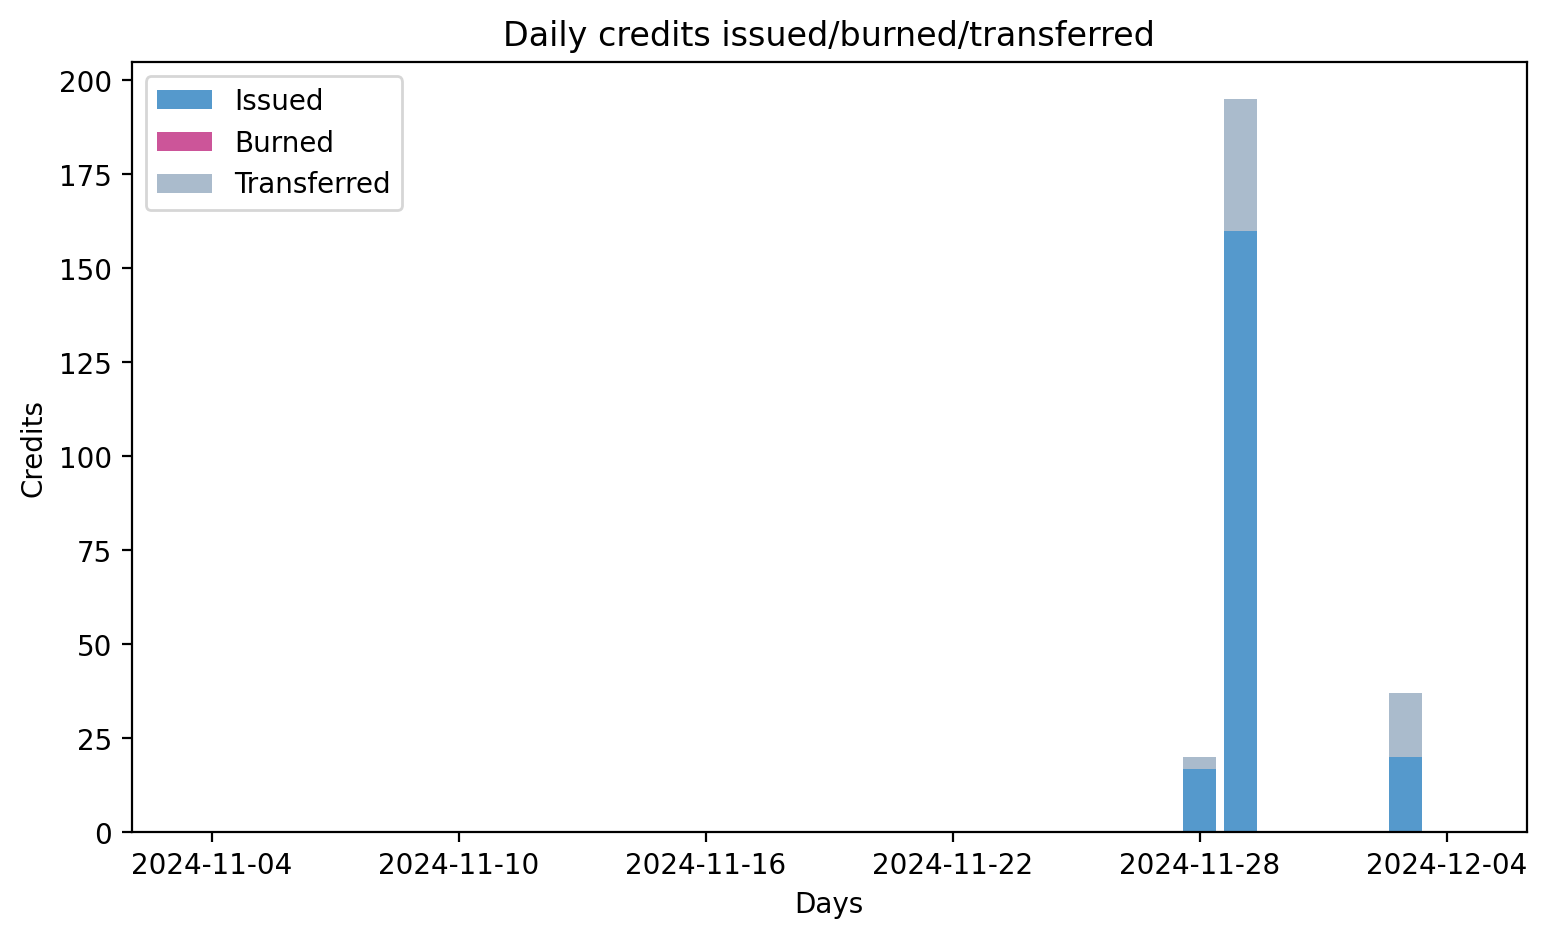 Daily credits issued/burned/transferred
Issued
Burned
Transferred
200
175
150
125
100
75
50
25
0
Credits
2024-11-04 2024-11-10 2024-11-16 2024-11-22 2024-11-28 2024-12-04
Days